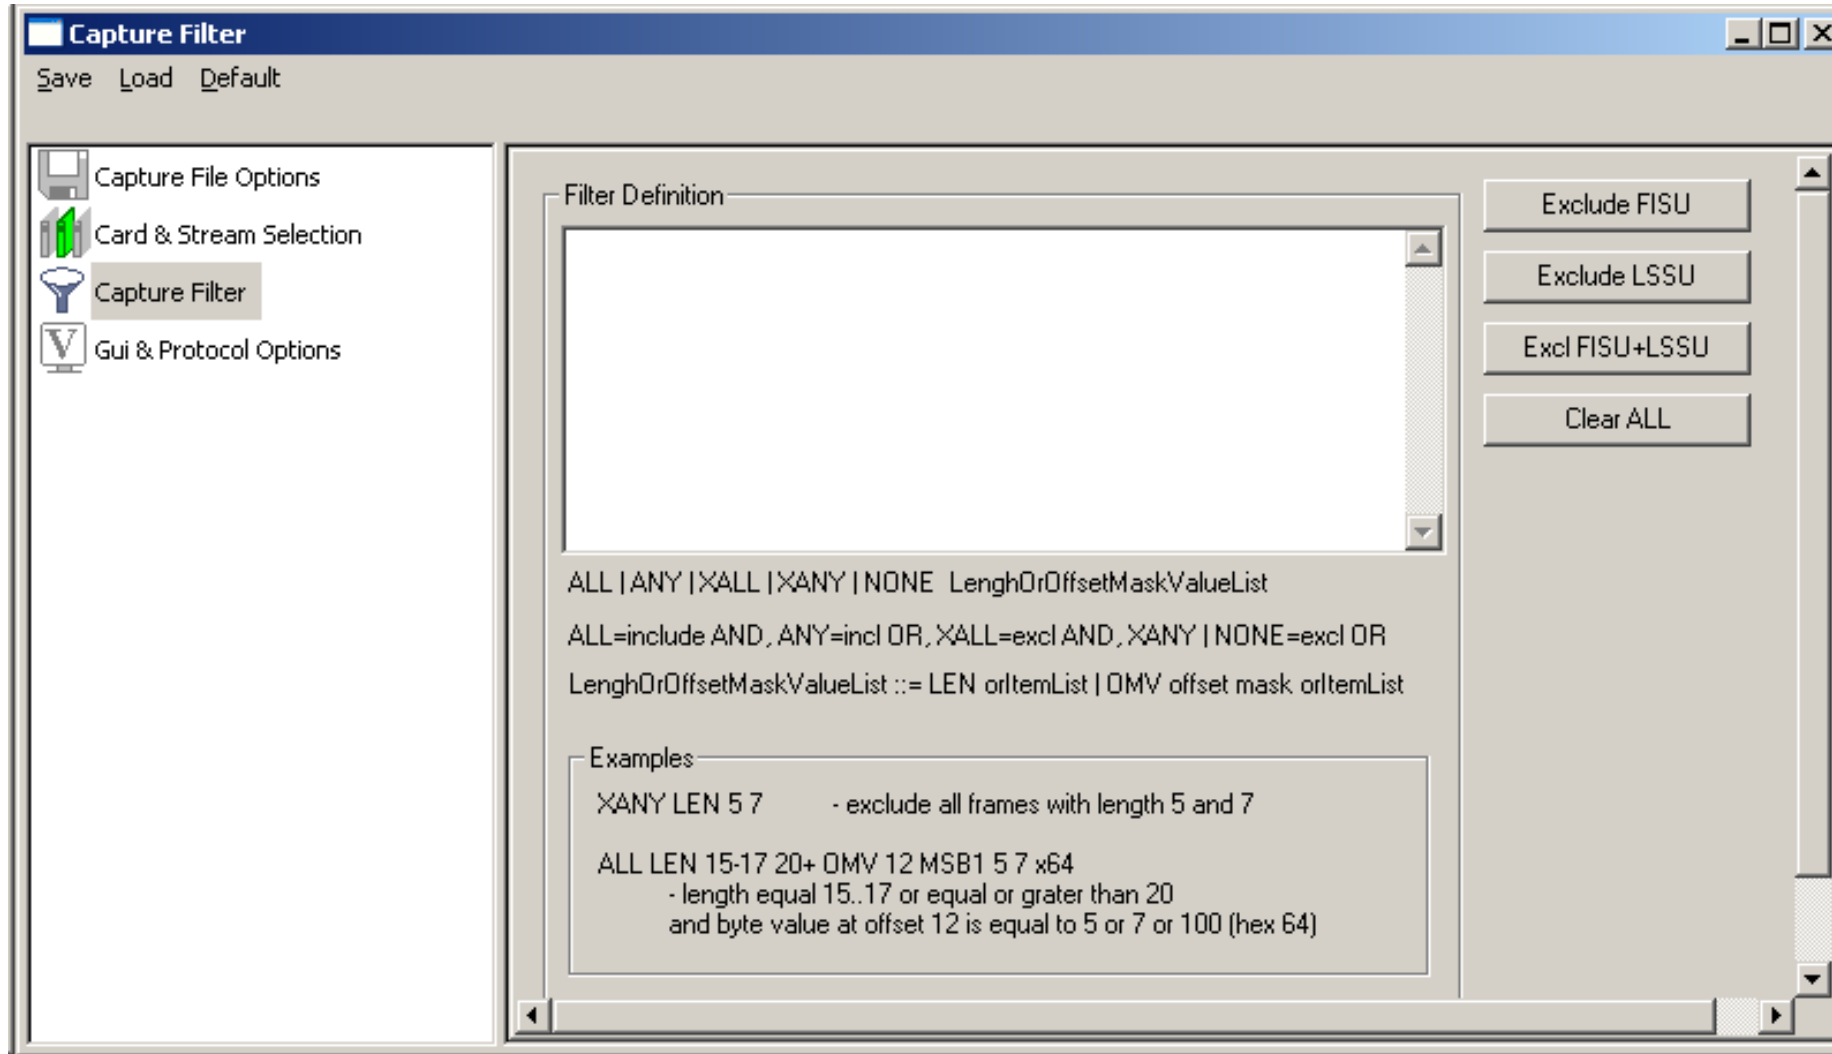 Capture Filter
Save Load Default
Capture File Options
Card & Stream Selection
Capture Filter
Gui & Protocol Options
Filter Definition
Exclude FISU
Exclude LSSU
Excl FISU+LSSU
Clear ALL
ALL | ANY | XALL | XANY | NONE LenghOrOffsetMaskValueList
ALL=include AND, ANY=incl OR, XALL=excl AND, XANY | NONE=excl OR
LenghOrOffsetMaskValueList ::= LEN orItemList | OMV offset mask orItemList
Examples
XANY LEN 5 7 - exclude all frames with length 5 and 7
ALL LEN 15-17 20+ OMV 12 MSB1 5 7 x64
- length equal 15..17 or equal or grater than 20
and byte value at offset 12 is equal to 5 or 7 or 100 (hex 64)